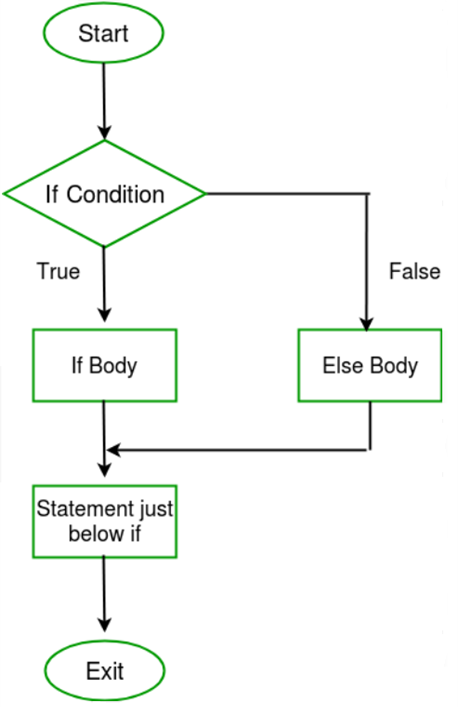 Start
If Condition
True
False
If Body
Else Body
Statement just
below if
Exit